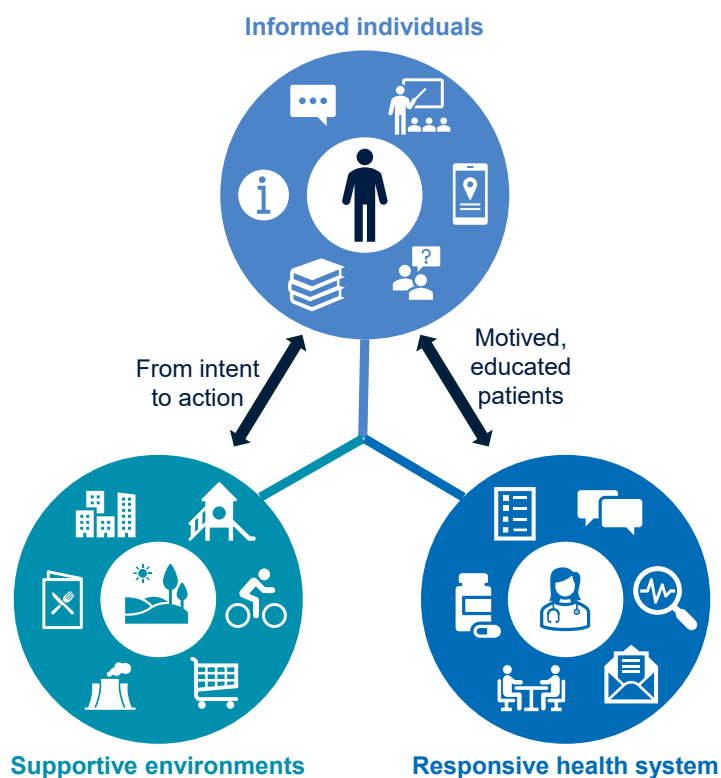 Informed individuals
?
From intent
to action
Motived,
educated
patients
Supportive environments
Responsive health system